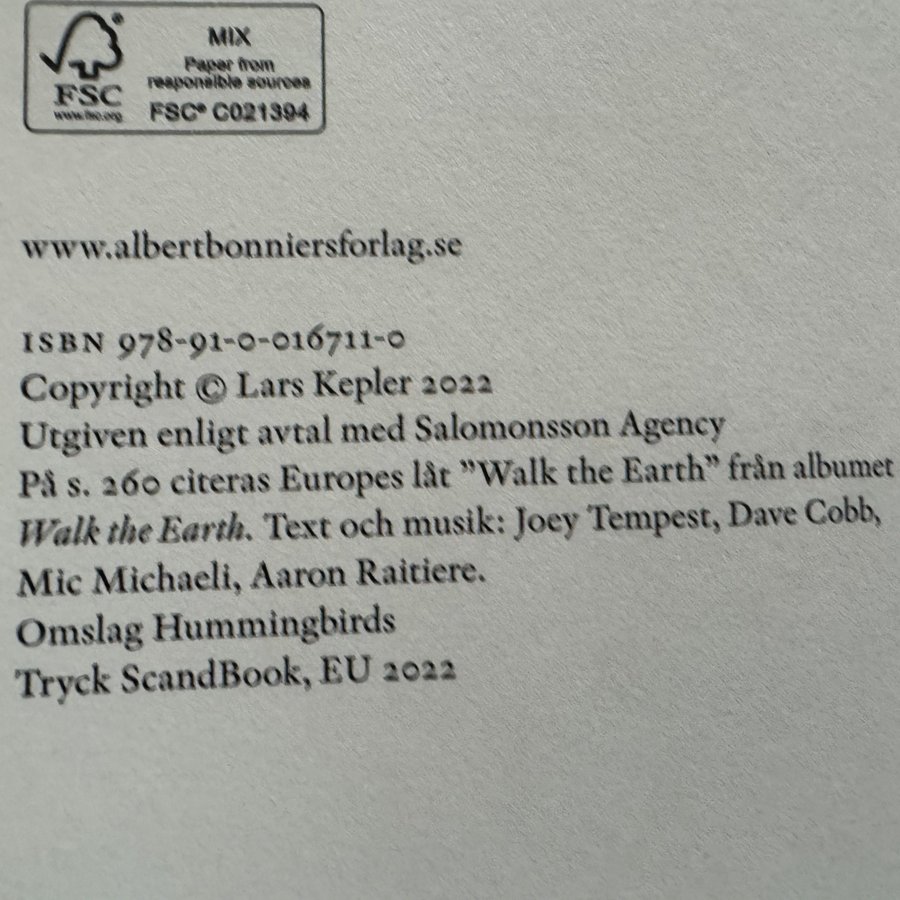 MIX
Paper from
responsible sources
FSC® C021394
FSC
www.fsc.org
www.albertbonniersforlag.se
ISBN 978-91-0-016711-0
Copyright © Lars Kepler 2022
Utgiven enligt avtal med Salomonsson Agency
På s. 260 citeras Europes låt ”Walk the Earth” från albumet
Walk the Earth. Text och musik: Joey Tempest, Dave Cobb,
Mic Michaeli, Aaron Raitiere.
Omslag Hummingbirds
Tryck ScandBook, EU 2022